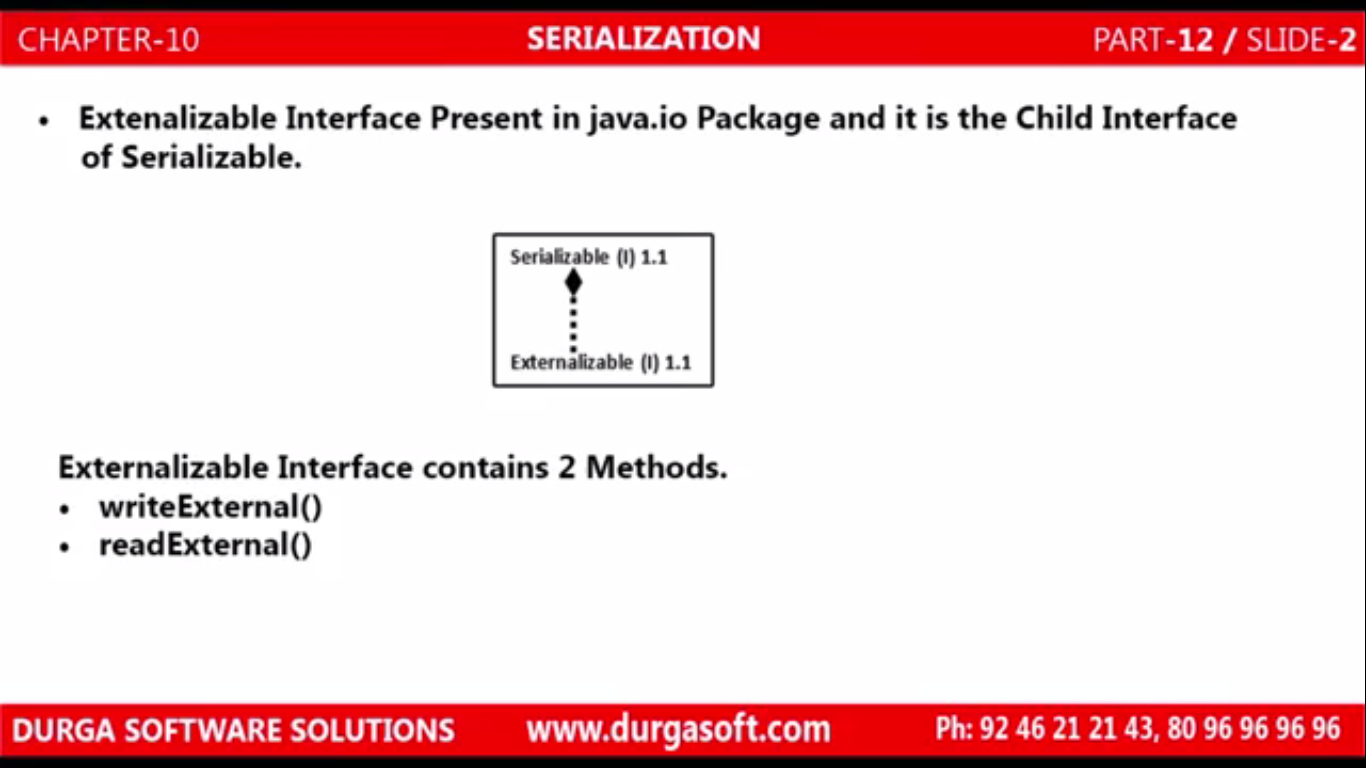 CHAPTER-10 SERIALIZATION PART-12 / SLIDE-2
• Extenalizable Interface Present in java.io Package and it is the Child Interface
of Serializable.
Serializable (I) 1.1
Externalizable (I) 1.1
Externalizable Interface contains 2 Methods.
• writeExternal()
• readExternal()
DURGA SOFTWARE SOLUTIONS www.durgasoft.com Ph: 92 46 21 21 43, 80 96 96 96 96